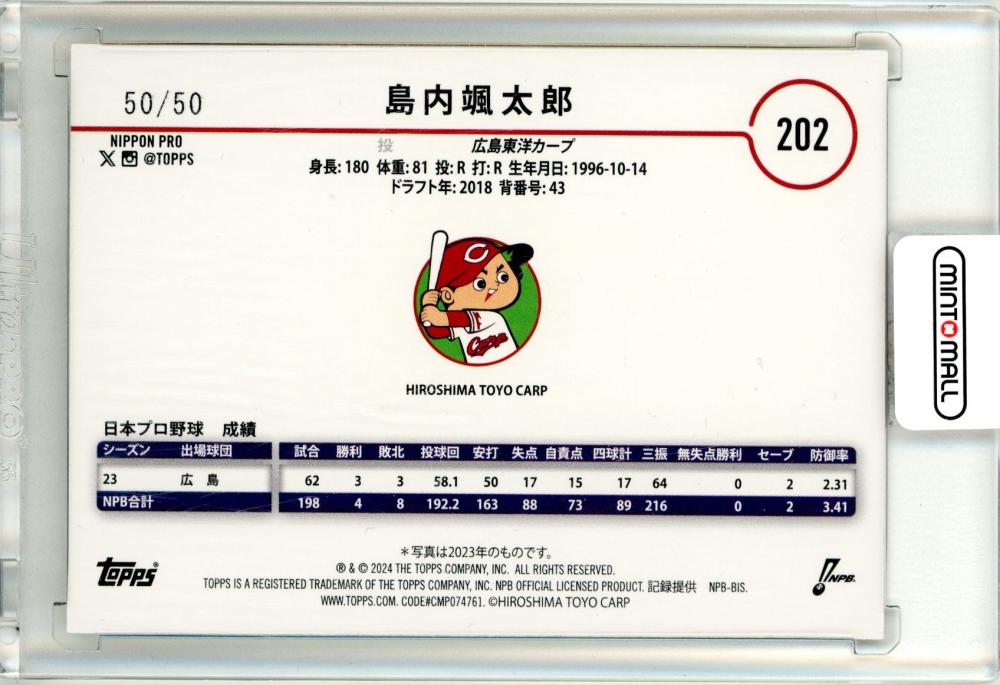 50/50
島内颯太郎
202
NIPPON PRO
@TOPPS
投 広島東洋カープ
身長: 180 体重: 81 投: R 打: R 生年月日: 1996-10-14
ドラフト年: 2018 背番号: 43
C
Carp
HIROSHIMA TOYO CARP
MINT MALL
日本プロ野球 成績
シーズン 出場球団 試合 勝利 敗北 投球回 安打 失点 自責点 四球計 三振 無失点勝利 セーブ 防御率
23 広 島 62 3 3 58.1 50 17 15 17 64 0 2 2.31
NPB合計 198 4 8 192.2 163 88 73 89 216 0 2 3.41
＊写真は2023年のものです。
® & © 2024 THE TOPPS COMPANY, INC. ALL RIGHTS RESERVED.
TOPPS IS A REGISTERED TRADEMARK OF THE TOPPS COMPANY, INC. NPB OFFICIAL LICENSED PRODUCT. 記録提供 NPB-BIS.
WWW.TOPPS.COM. CODE#CMP074761. ©HIROSHIMA TOYO CARP
Topps®
NPB.